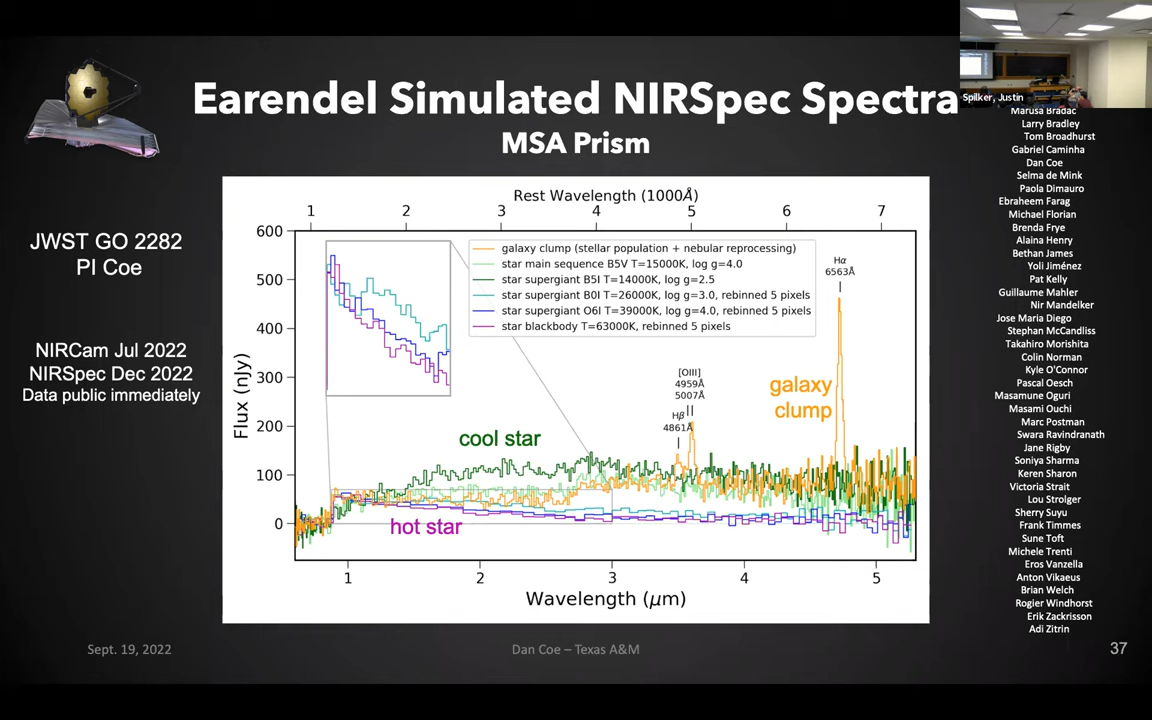 Earendel Simulated NIRSpec Spectra
MSA Prism
Spilker, Justin
JWST GO 2282
PI Coe
NIRCam Jul 2022
NIRSpec Dec 2022
Data public immediately
Rest Wavelength (1000Å)
1 2 3 4 5 6 7
600
500
400
300
200
100
0
Flux (nJy)
galaxy clump (stellar population + nebular reprocessing)
star main sequence B5V T=15000K, log g=4.0
star supergiant B5I T=14000K, log g=2.5
star supergiant B0I T=26000K, log g=3.0, rebinned 5 pixels
star supergiant O6I T=39000K, log g=4.0, rebinned 5 pixels
star blackbody T=63000K, rebinned 5 pixels
Hα
6563Å
[OIII]
4959Å
5007Å
Hβ
4861Å
galaxy
clump
cool star
hot star
1 2 3 4 5
Wavelength (μm)
Marusa Bradac
Larry Bradley
Tom Broadhurst
Gabriel Caminha
Dan Coe
Selma de Mink
Paola Dimauro
Ebraheem Farag
Michael Florian
Brenda Frye
Alaina Henry
Bethan James
Yoli Jiménez
Pat Kelly
Guillaume Mahler
Nir Mandelker
Jose Maria Diego
Stephan McCandliss
Takahiro Morishita
Colin Norman
Kyle O'Connor
Pascal Oesch
Masamune Oguri
Masami Ouchi
Marc Postman
Swara Ravindranath
Jane Rigby
Soniya Sharma
Keren Sharon
Victoria Strait
Lou Strolger
Sherry Suyu
Frank Timmes
Sune Toft
Michele Trenti
Eros Vanzella
Anton Vikaeus
Brian Welch
Rogier Windhorst
Erik Zackrisson
Adi Zitrin
Sept. 19, 2022
Dan Coe – Texas A&M
37